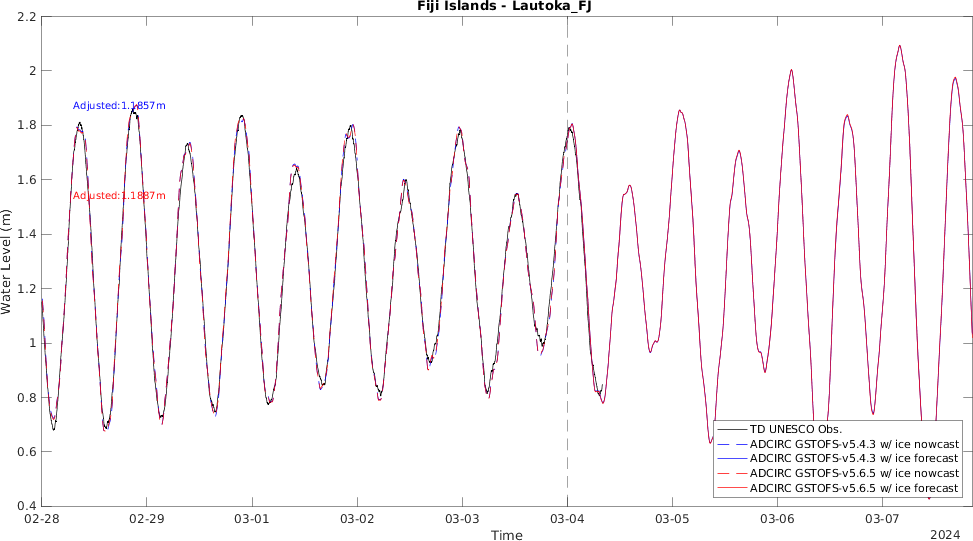 Fiji Islands - Lautoka_FJ
2.2
2
1.8
1.6
1.4
1.2
1
0.8
0.6
0.4
Water Level (m)
Adjusted:1.1857m
Adjusted:1.1887m
TD UNESCO Obs.
ADCIRC GSTOFS-v5.4.3 w/ ice nowcast
ADCIRC GSTOFS-v5.4.3 w/ ice forecast
ADCIRC GSTOFS-v5.6.5 w/ ice nowcast
ADCIRC GSTOFS-v5.6.5 w/ ice forecast
02-28 02-29 03-01 03-02 03-03 03-04 03-05 03-06 03-07
Time
2024